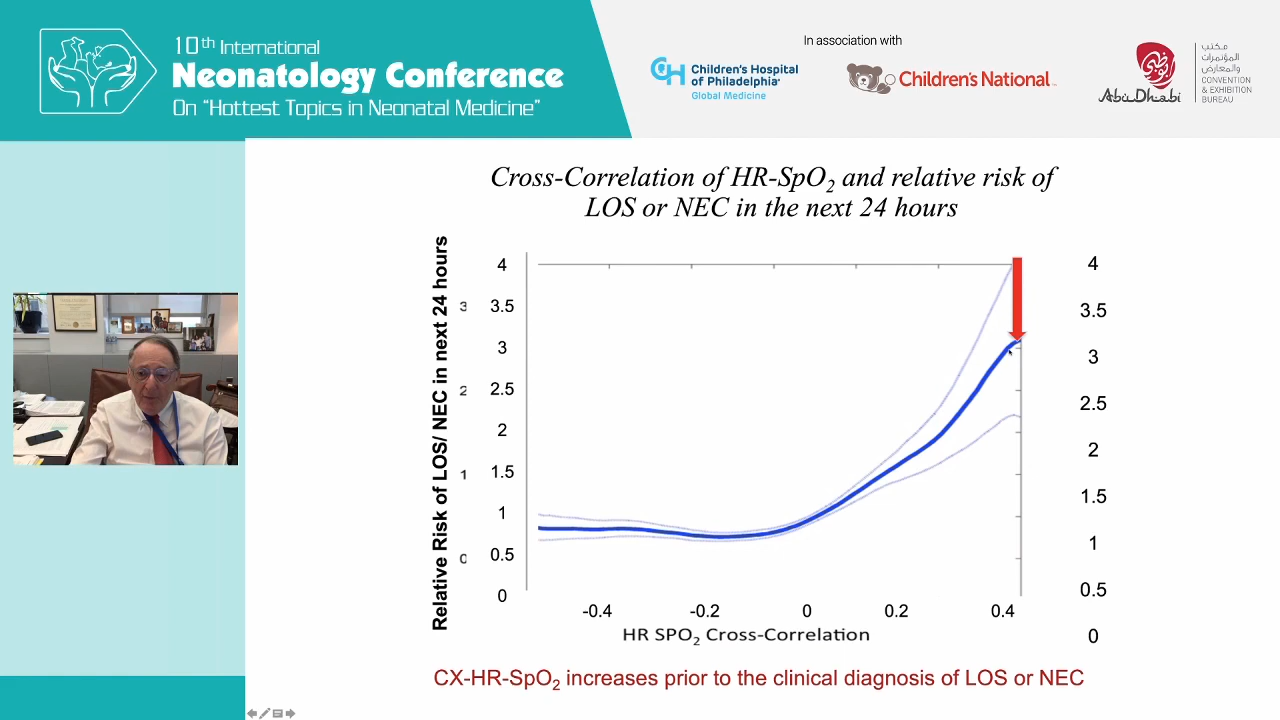 10th International
Neonatology Conference
On "Hottest Topics in Neonatal Medicine"
In association with
Children's Hospital
of Philadelphia
Global Medicine
Children's National
Abu Dhabi
أبوظبي
مكتب
المؤتمرات
والمعارض
CONVENTION
& EXHIBITION
BUREAU
Cross-Correlation of HR-SpO2 and relative risk of
LOS or NEC in the next 24 hours
Relative Risk of LOS/ NEC in next 24 hours
3
2
1
0
4
3.5
3
2.5
2
1.5
1
0.5
0
4
3.5
3
2.5
2
1.5
1
0.5
0
-0.4 -0.2 0 0.2 0.4
HR SPO2 Cross-Correlation
CX-HR-SpO2 increases prior to the clinical diagnosis of LOS or NEC